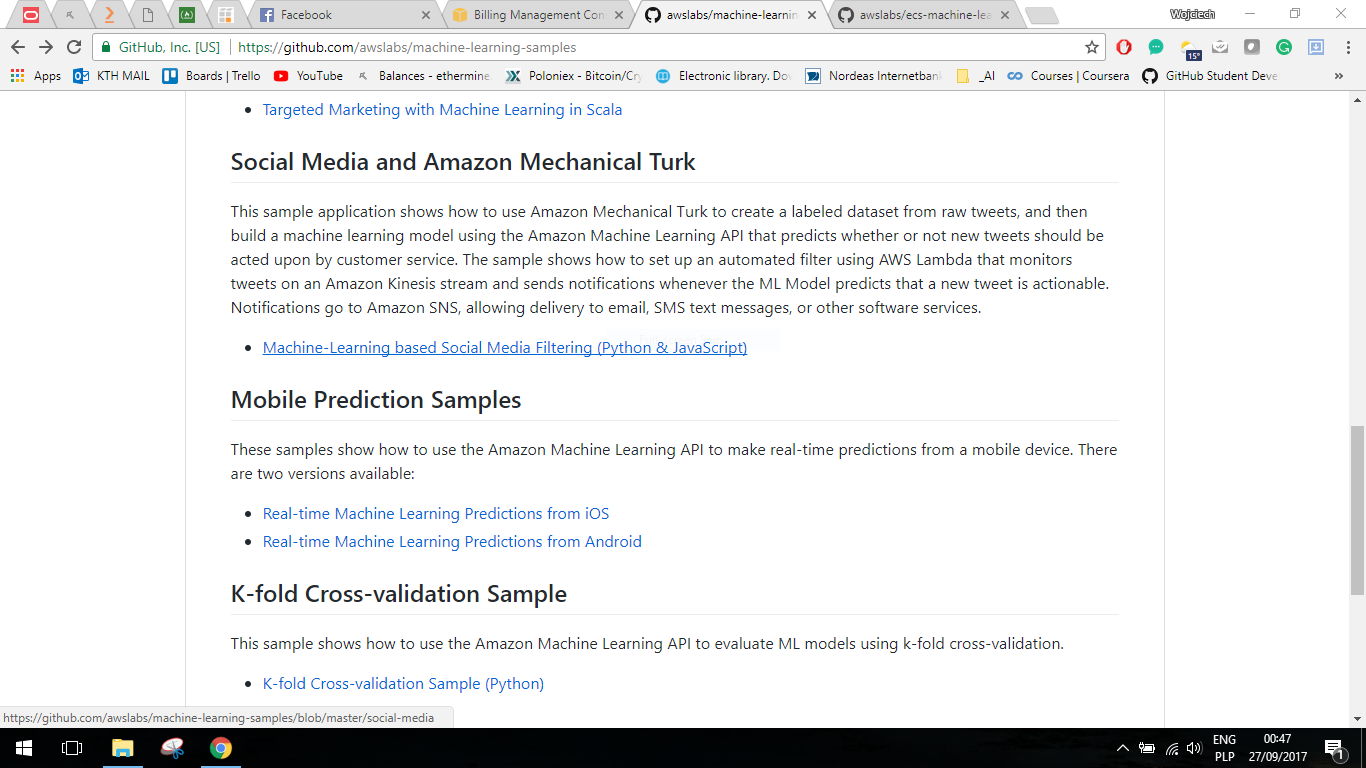 Facebook
Billing Management Con
awslabs/machine-learnin
awslabs/ecs-machine-lea
Wojciech
GitHub, Inc. [US]
https://github.com/awslabs/machine-learning-samples
15°
Apps
KTH MAIL
Boards | Trello
YouTube
Balances - ethermine.
Poloniex - Bitcoin/Cry
Electronic library. Dov
Nordeas Internetbank
_AI
Courses | Coursera
GitHub Student Deve
»
Targeted Marketing with Machine Learning in Scala
Social Media and Amazon Mechanical Turk
This sample application shows how to use Amazon Mechanical Turk to create a labeled dataset from raw tweets, and then
build a machine learning model using the Amazon Machine Learning API that predicts whether or not new tweets should be
acted upon by customer service. The sample shows how to set up an automated filter using AWS Lambda that monitors
tweets on an Amazon Kinesis stream and sends notifications whenever the ML Model predicts that a new tweet is actionable.
Notifications go to Amazon SNS, allowing delivery to email, SMS text messages, or other software services.
Machine-Learning based Social Media Filtering (Python & JavaScript)
Mobile Prediction Samples
These samples show how to use the Amazon Machine Learning API to make real-time predictions from a mobile device. There
are two versions available:
Real-time Machine Learning Predictions from iOS
Real-time Machine Learning Predictions from Android
K-fold Cross-validation Sample
This sample shows how to use the Amazon Machine Learning API to evaluate ML models using k-fold cross-validation.
K-fold Cross-validation Sample (Python)
https://github.com/awslabs/machine-learning-samples/blob/master/social-media
ENG
PLP
00:47
27/09/2017
1